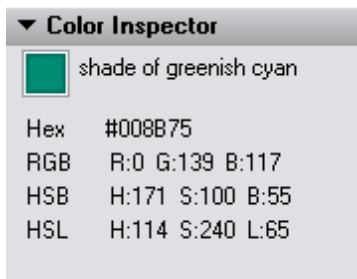 Color Inspector
shade of greenish cyan
Hex #008B75
RGB R:0 G:139 B:117
HSB H:171 S:100 B:55
HSL H:114 S:240 L:65